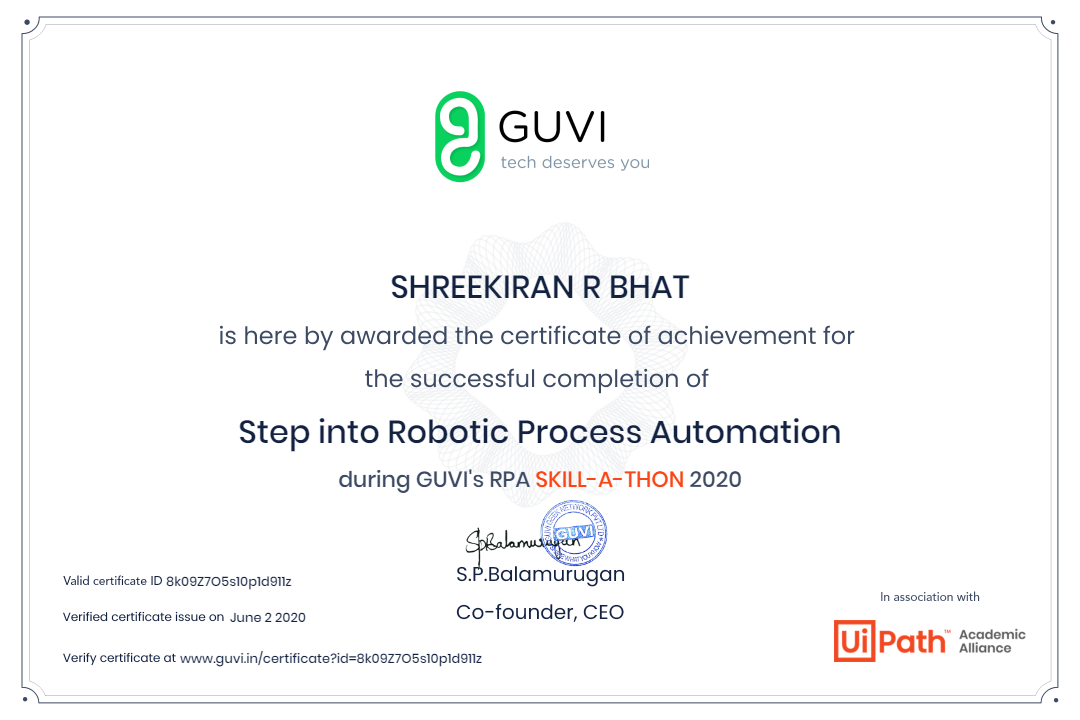 GUVI
tech deserves you
SHREEKIRAN R BHAT
is here by awarded the certificate of achievement for
the successful completion of
Step into Robotic Process Automation
during GUVI's RPA SKILL-A-THON 2020
SPBalamurugan
GUVI
S.P.Balamurugan
Co-founder, CEO
Valid certificate ID 8k09Z7O5s10p1d911z
Verified certificate issue on June 2 2020
Verify certificate at www.guvi.in/certificate?id=8k09Z7O5s10p1d911z
In association with
UiPath™ Academic
Alliance